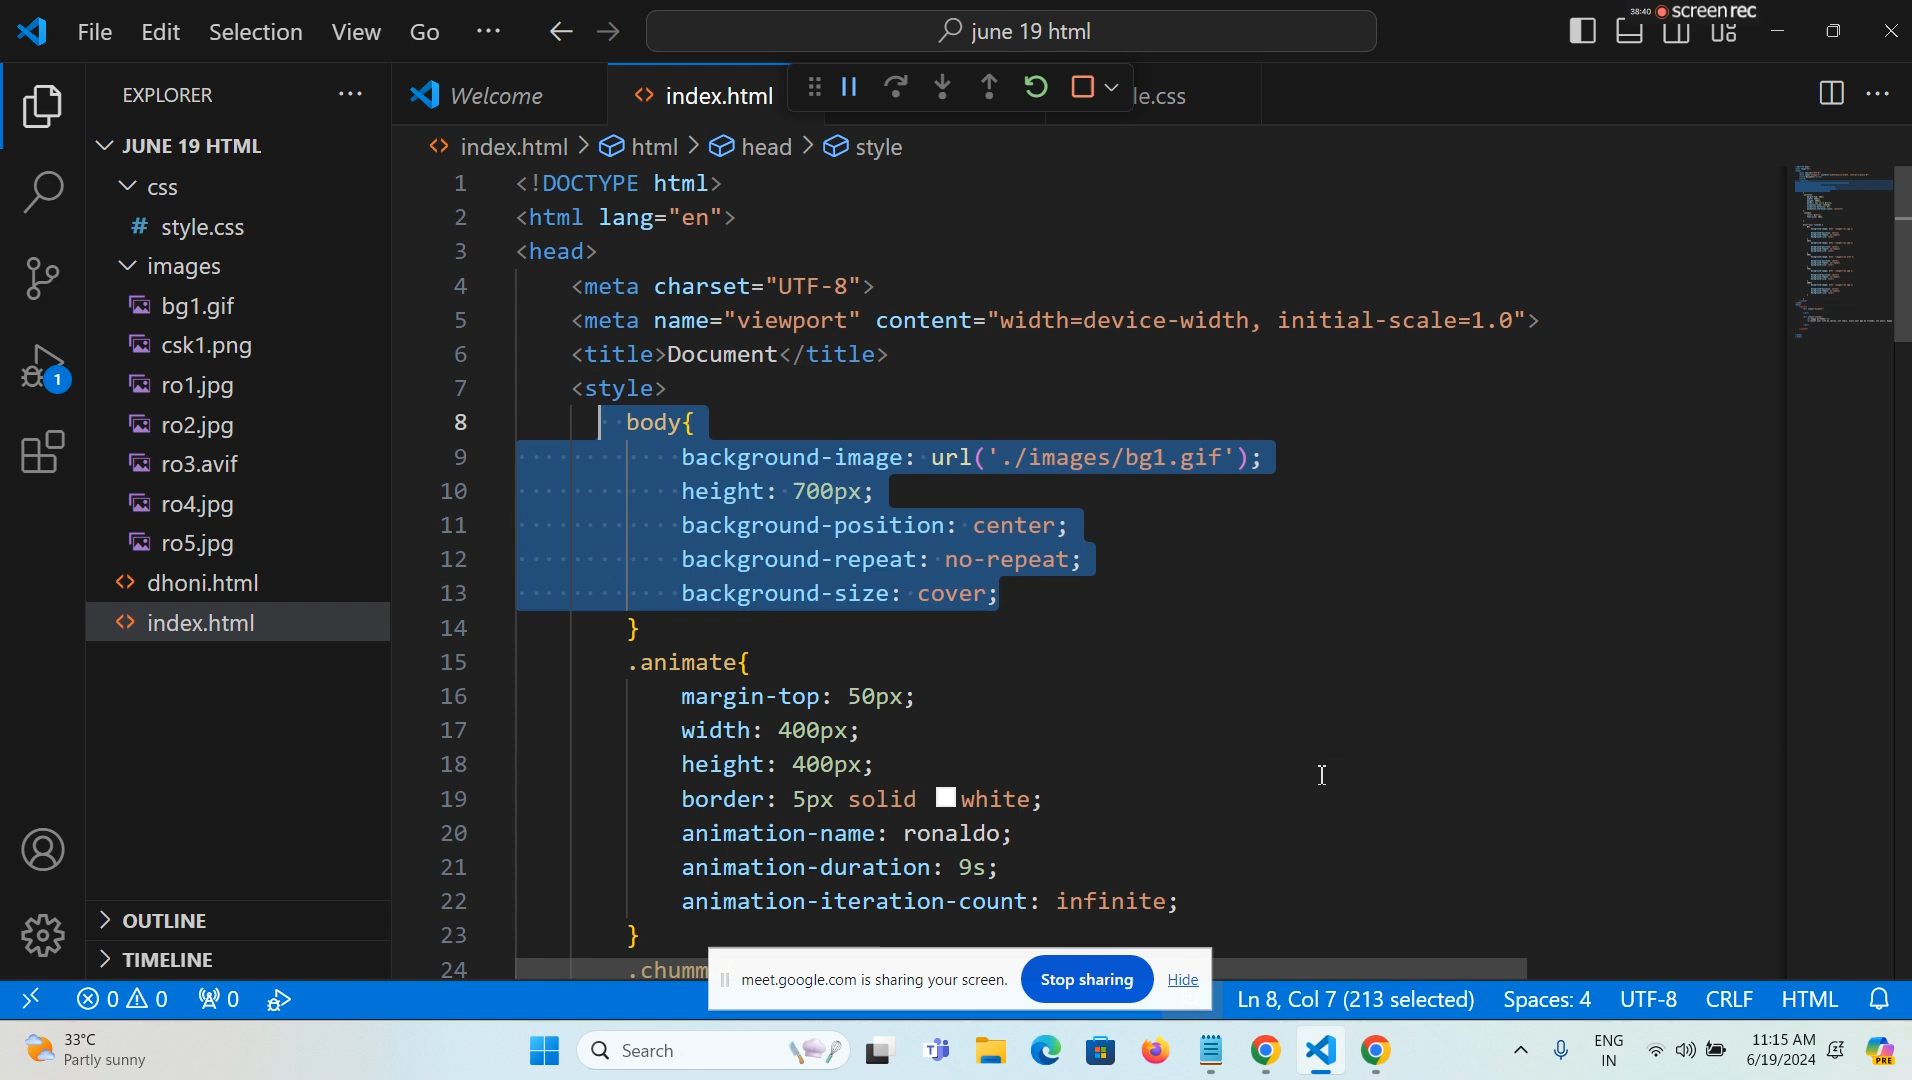 File Edit Selection View Go ···
june 19 html
38:40 screen rec
EXPLORER ···
Welcome
index.html
le.css
JUNE 19 HTML
css
# style.css
images
bg1.gif
csk1.png
ro1.jpg
ro2.jpg
ro3.avif
ro4.jpg
ro5.jpg
dhoni.html
index.html
OUTLINE
TIMELINE
1
index.html > html > head > style
1 <!DOCTYPE html>
2 <html lang="en">
3 <head>
4 <meta charset="UTF-8">
5 <meta name="viewport" content="width=device-width, initial-scale=1.0">
6 <title>Document</title>
7 <style>
8 body{
9 background-image: url('./images/bg1.gif');
10 height: 700px;
11 background-position: center;
12 background-repeat: no-repeat;
13 background-size: cover;
14 }
15 .animate{
16 margin-top: 50px;
17 width: 400px;
18 height: 400px;
19 border: 5px solid white;
20 animation-name: ronaldo;
21 animation-duration: 9s;
22 animation-iteration-count: infinite;
23 }
24 .chumm
meet.google.com is sharing your screen. Stop sharing Hide
0 0 0 Ln 8, Col 7 (213 selected) Spaces: 4 UTF-8 CRLF HTML
33°C
Partly sunny
Search
ENG
IN
11:15 AM
6/19/2024
PRE